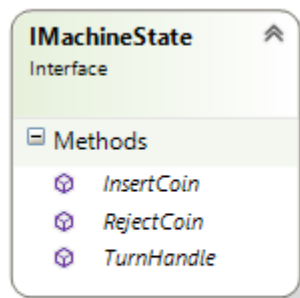 IMachineState
Interface
Methods
InsertCoin
RejectCoin
TurnHandle